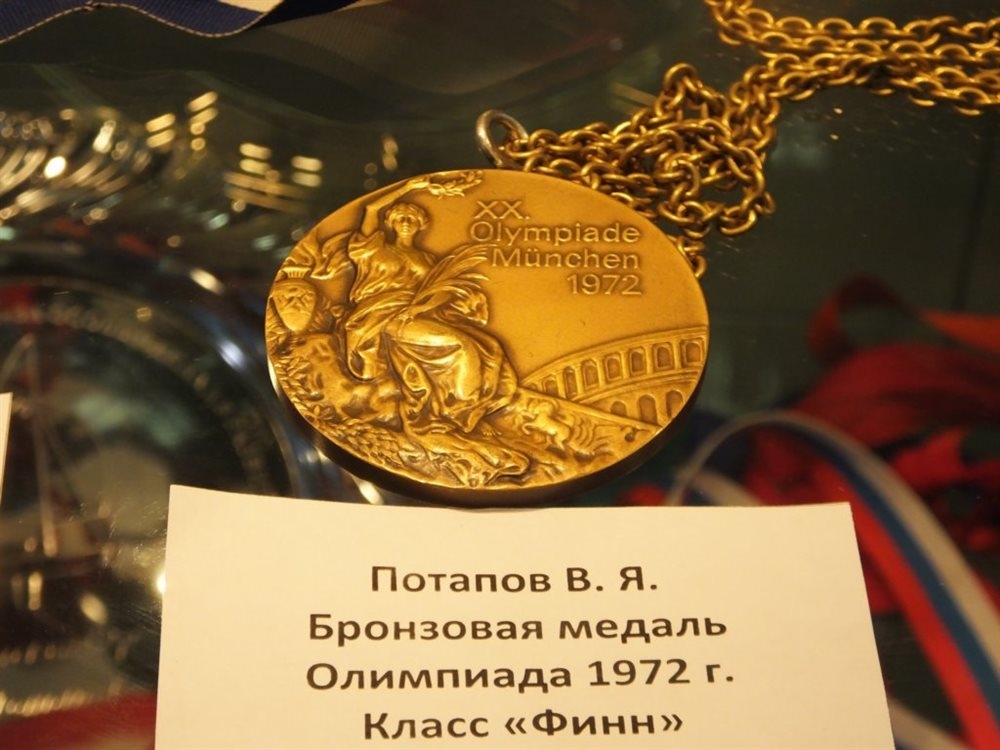 XX.
Olympiade
München
1972
Потапов В. Я.
Бронзовая медаль
Олимпиада 1972 г.
Класс «Финн»